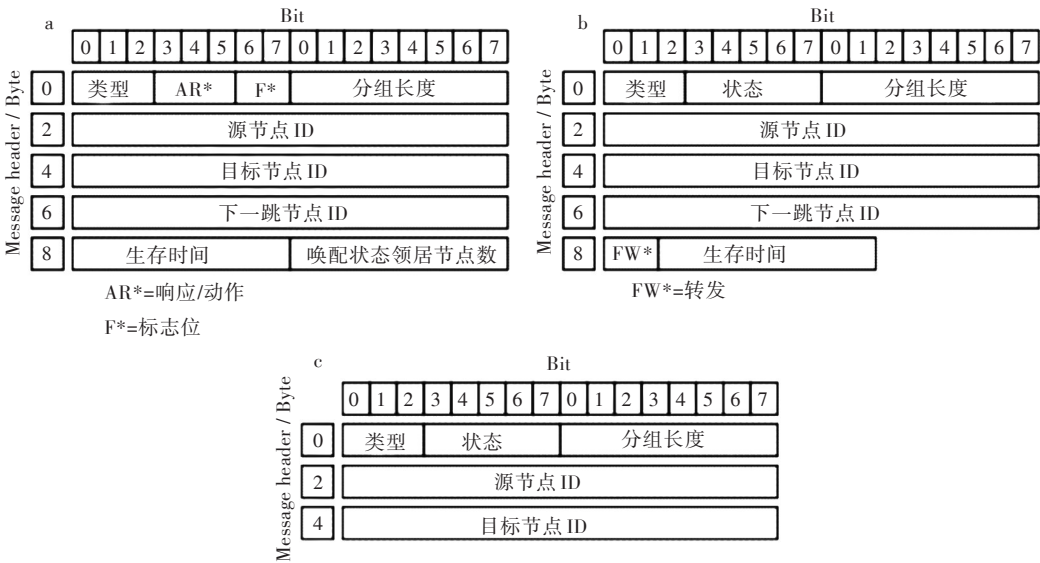 a
Bit
0 1 2 3 4 5 6 7 0 1 2 3 4 5 6 7
Message header / Byte
0 类型 AR* F* 分组长度
2 源节点 ID
4 目标节点 ID
6 下一跳节点 ID
8 生存时间 唤配状态领居节点数
AR*=响应/动作
F*=标志位
b
Bit
0 1 2 3 4 5 6 7 0 1 2 3 4 5 6 7
Message header / Byte
0 类型 状态 分组长度
2 源节点 ID
4 目标节点 ID
6 下一跳节点 ID
8 FW* 生存时间
FW*=转发
c
Bit
0 1 2 3 4 5 6 7 0 1 2 3 4 5 6 7
Message header / Byte
0 类型 状态 分组长度
2 源节点 ID
4 目标节点 ID